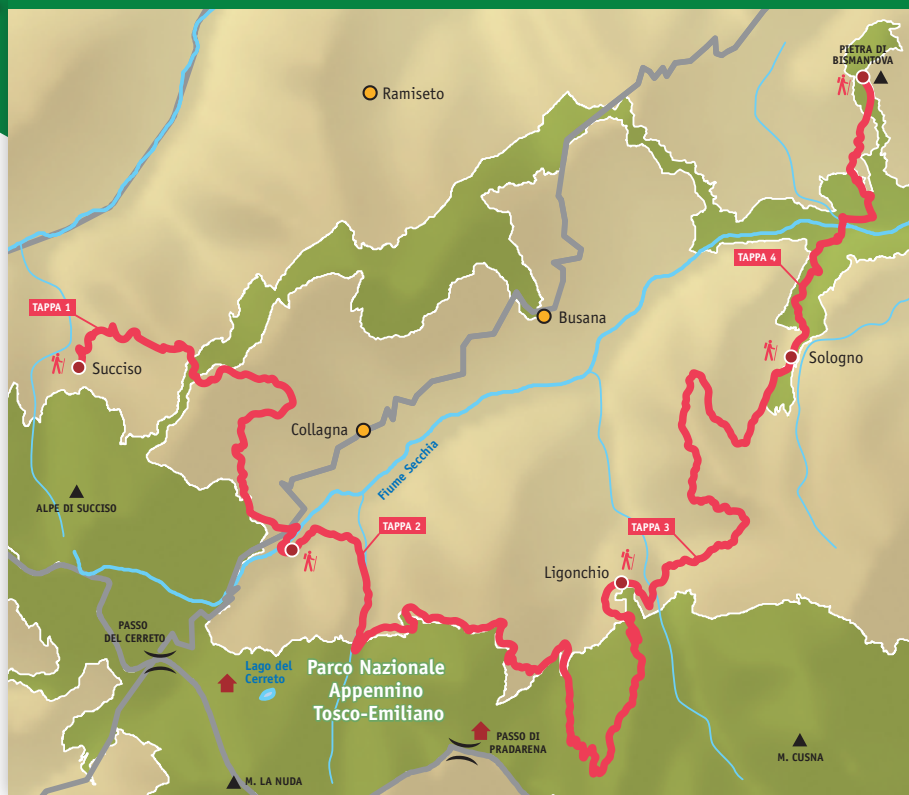 PIETRA DI
BISMANTOVA
Ramiseto
TAPPA 4
TAPPA 1
Busana
Sologno
Succiso
Collagna
Fiume Secchia
ALPE DI SUCCISO
TAPPA 2
TAPPA 3
Ligonchio
PASSO
DEL CERRETO
Lago del
Cerreto
Parco Nazionale
Appennino
Tosco-Emiliano
PASSO DI
PRADARENA
M. CUSNA
M. LA NUDA